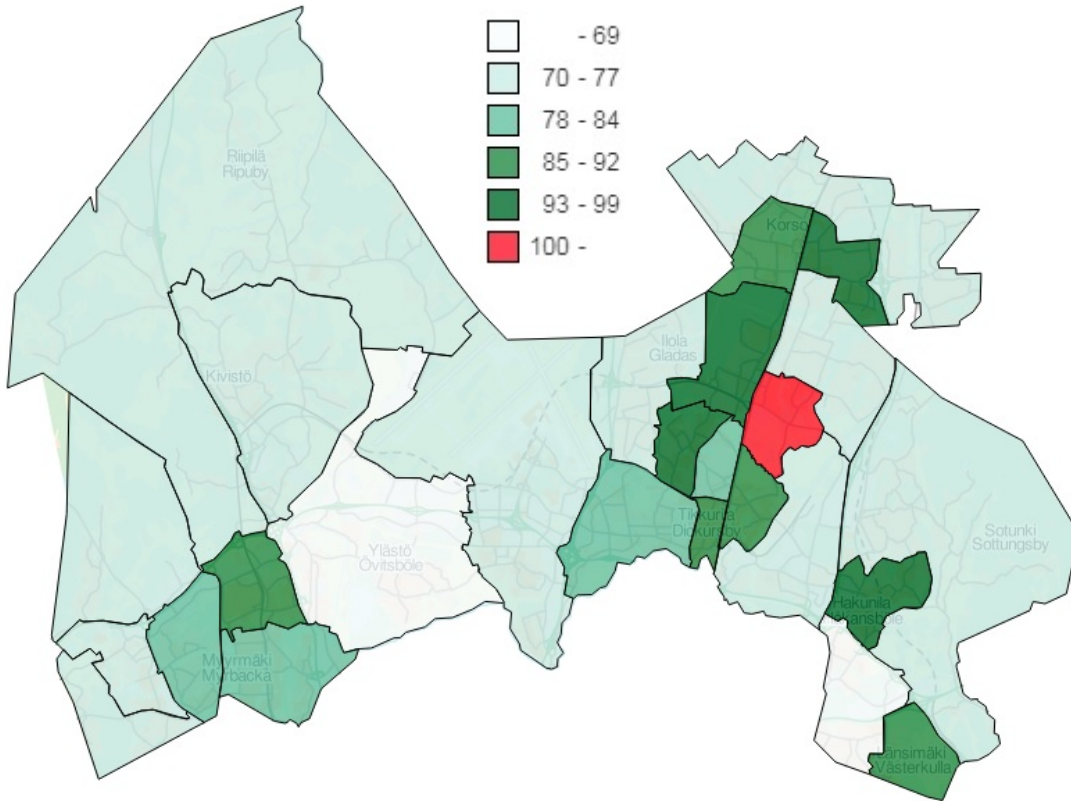 - 69
70 - 77
78 - 84
85 - 92
93 - 99
100 -
Riipilä
Ripuby
Korso
Ilola
Gladas
Kivistö
Tikkurila
Dickursby
Ylästö
Övitsböle
Sotunki
Sottungsby
Hakunila
Håkansböle
Myyrmäki
Myrbacka
Länsimäki
Västerkulla